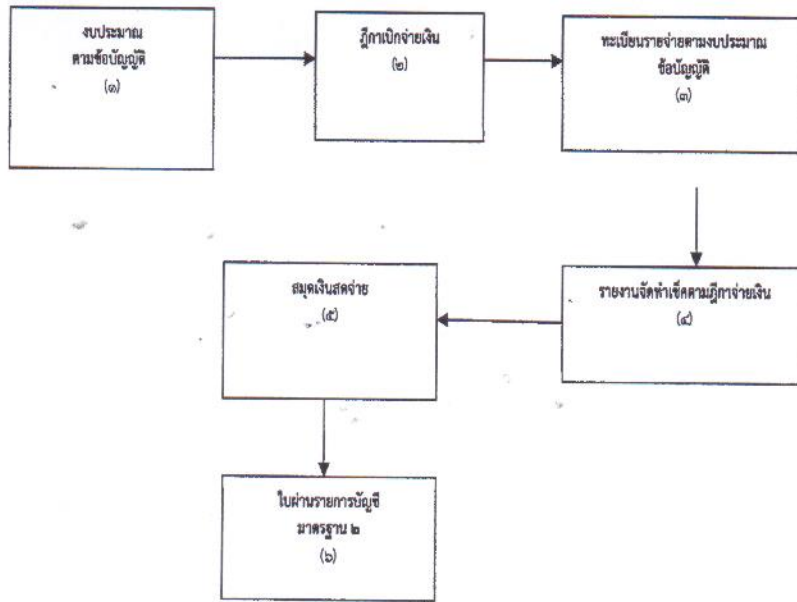 งบประมาณ
ตามข้อบัญญัติ
(๑)
ฎีกาเบิกจ่ายเงิน
(๒)
ทะเบียนรายจ่ายตามงบประมาณ
ข้อบัญญัติ
(๓)
รายงานจัดทำเช็คตามฎีกาจ่ายเงิน
(๔)
สมุดเงินสดจ่าย
(๕)
ใบผ่านรายการบัญชี
มาตรฐาน ๒
(๖)